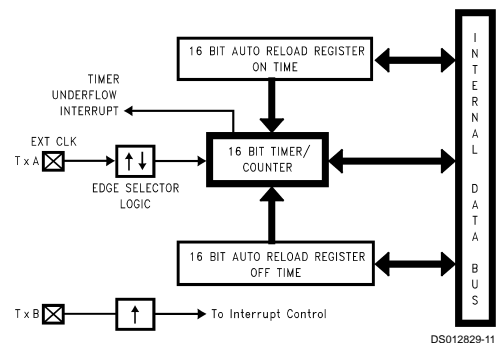 16 BIT AUTO RELOAD REGISTER
ON TIME
TIMER
UNDERFLOW
INTERRUPT
EXT CLK
TxA
EDGE SELECTOR
LOGIC
16 BIT TIMER/
COUNTER
16 BIT AUTO RELOAD REGISTER
OFF TIME
TxB
To Interrupt Control
INTERNAL DATA BUS
DS012829-11